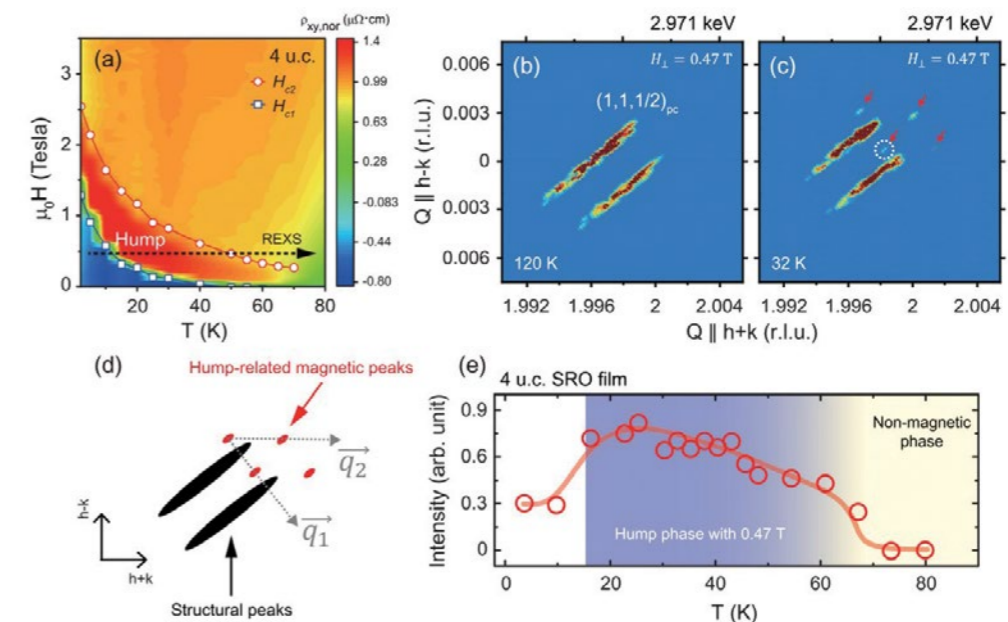 ρxy,nor (μΩ·cm)
(a)
4 u.c.
Hc2
Hc1
Hump
REXS
μ0H (Tesla)
3
2
1
0
0 20 40 60 80
T (K)
1.4
0.99
0.63
0.28
-0.083
-0.44
-0.80
2.971 keV
(b)
H⊥ = 0.47 T
(1,1,1/2)pc
120 K
Q ∥ h-k (r.l.u.)
0.006
0.003
0
0.003
0.006
1.992 1.996 2 2.004
2.971 keV
(c)
H⊥ = 0.47 T
32 K
1.992 1.996 2 2.004
Q ∥ h+k (r.l.u.)
(d)
Hump-related magnetic peaks
q2
q1
h-k
h+k
Structural peaks
(e)
4 u.c. SRO film
Non-magnetic
phase
Hump phase with 0.47 T
Intensity (arb. unit)
0.9
0.6
0.3
0
0 20 40 60 80
T (K)